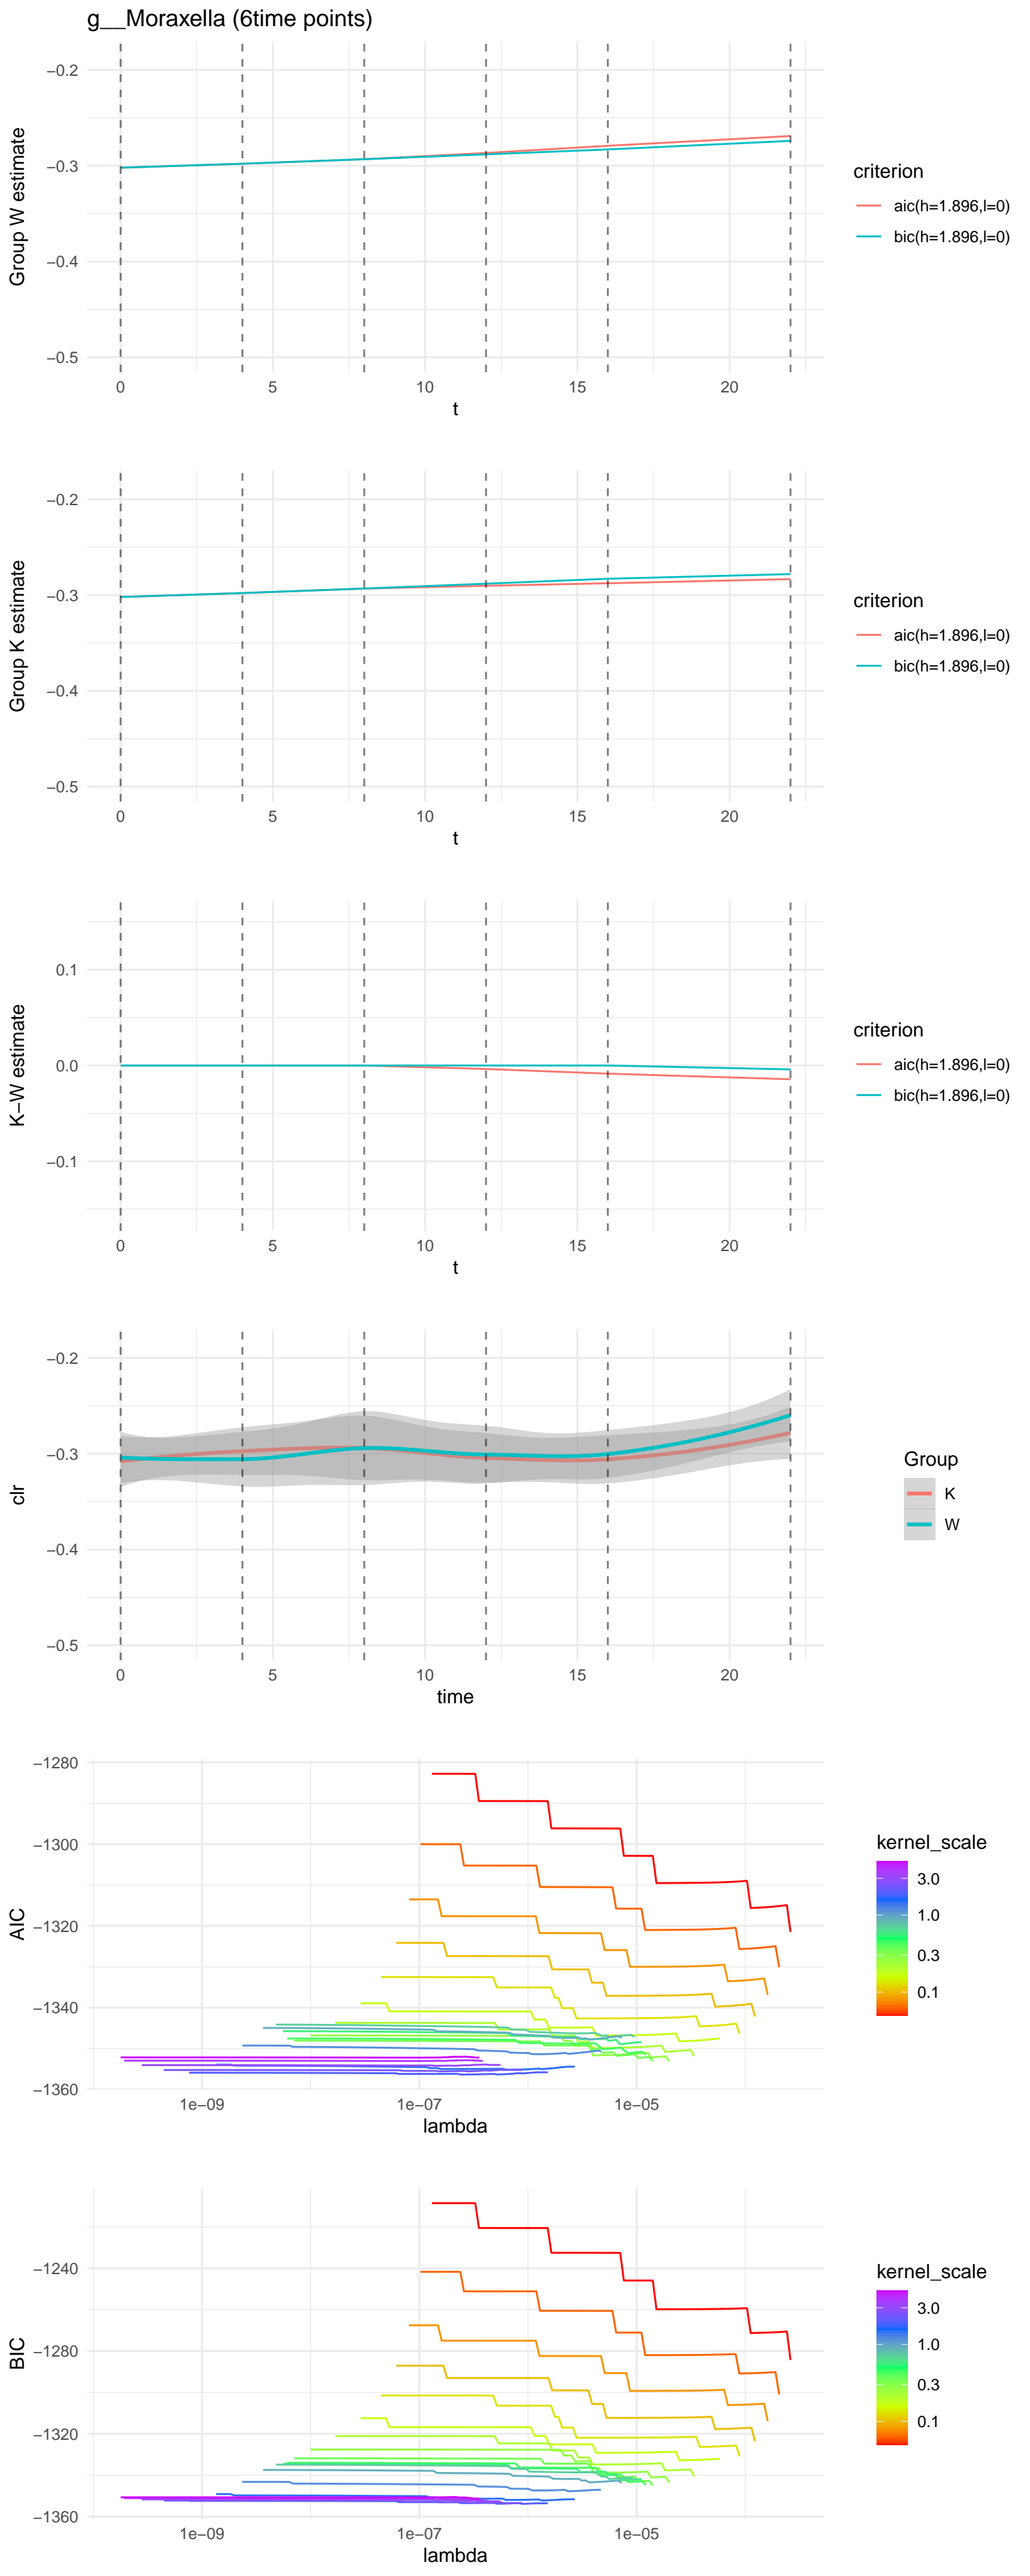 g__Moraxella (6time points)
−0.2
−0.3
−0.4
−0.5
Group W estimate
0 5 10 15 20
t
criterion
aic(h=1.896,l=0)
bic(h=1.896,l=0)
−0.2
−0.3
−0.4
−0.5
Group K estimate
0 5 10 15 20
t
criterion
aic(h=1.896,l=0)
bic(h=1.896,l=0)
0.1
0.0
−0.1
K−W estimate
0 5 10 15 20
t
criterion
aic(h=1.896,l=0)
bic(h=1.896,l=0)
−0.2
−0.3
−0.4
−0.5
clr
0 5 10 15 20
time
Group
K
W
−1280
−1300
−1320
−1340
−1360
AIC
1e−09 1e−07 1e−05
lambda
kernel_scale
3.0
1.0
0.3
0.1
−1240
−1280
−1320
−1360
BIC
1e−09 1e−07 1e−05
lambda
kernel_scale
3.0
1.0
0.3
0.1